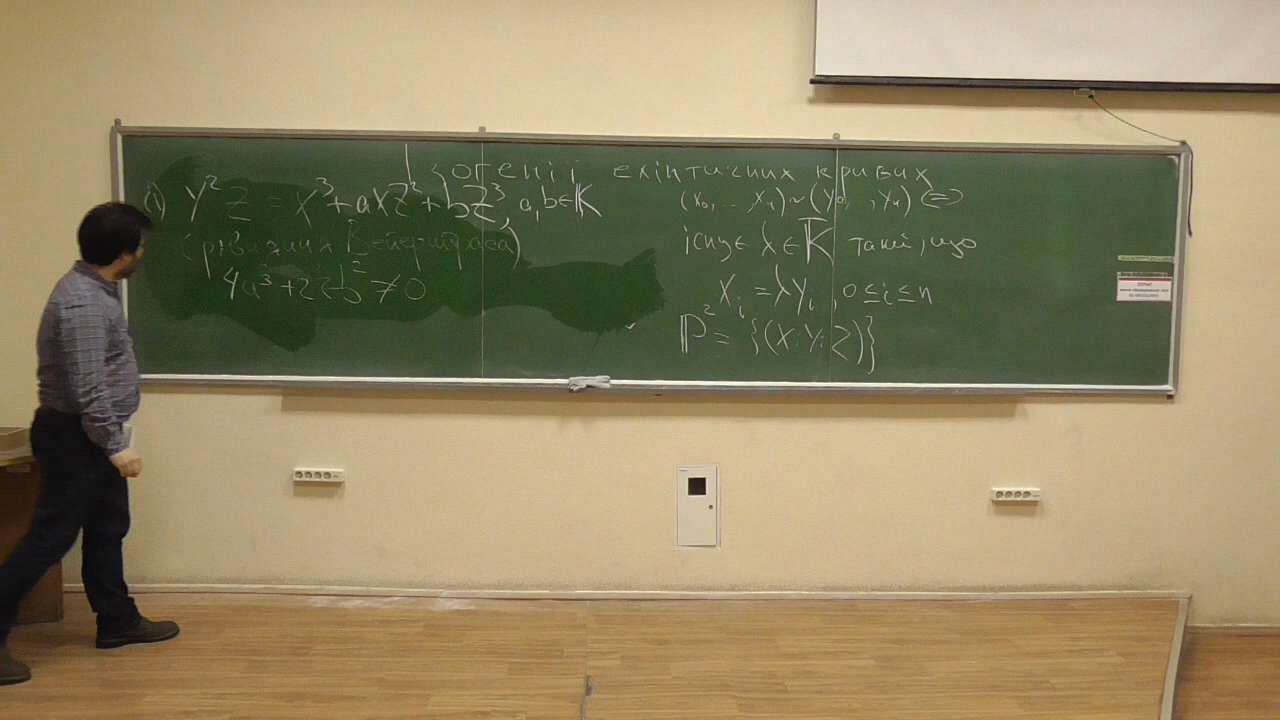 Ізогенії еліптичних кривих
(1) Y²Z = X³ + aXZ² + bZ³, a, b ∈ K
(рівняння Вейерштраса)
4a³ + 27b² ≠ 0
(x₀, ..., xₙ) ~ (y₀, , yₙ) ⇔
існує λ ∈ K̅ такий, що
xᵢ = λyᵢ, 0 ≤ i ≤ n
ℙ² = {(X:Y:Z)}